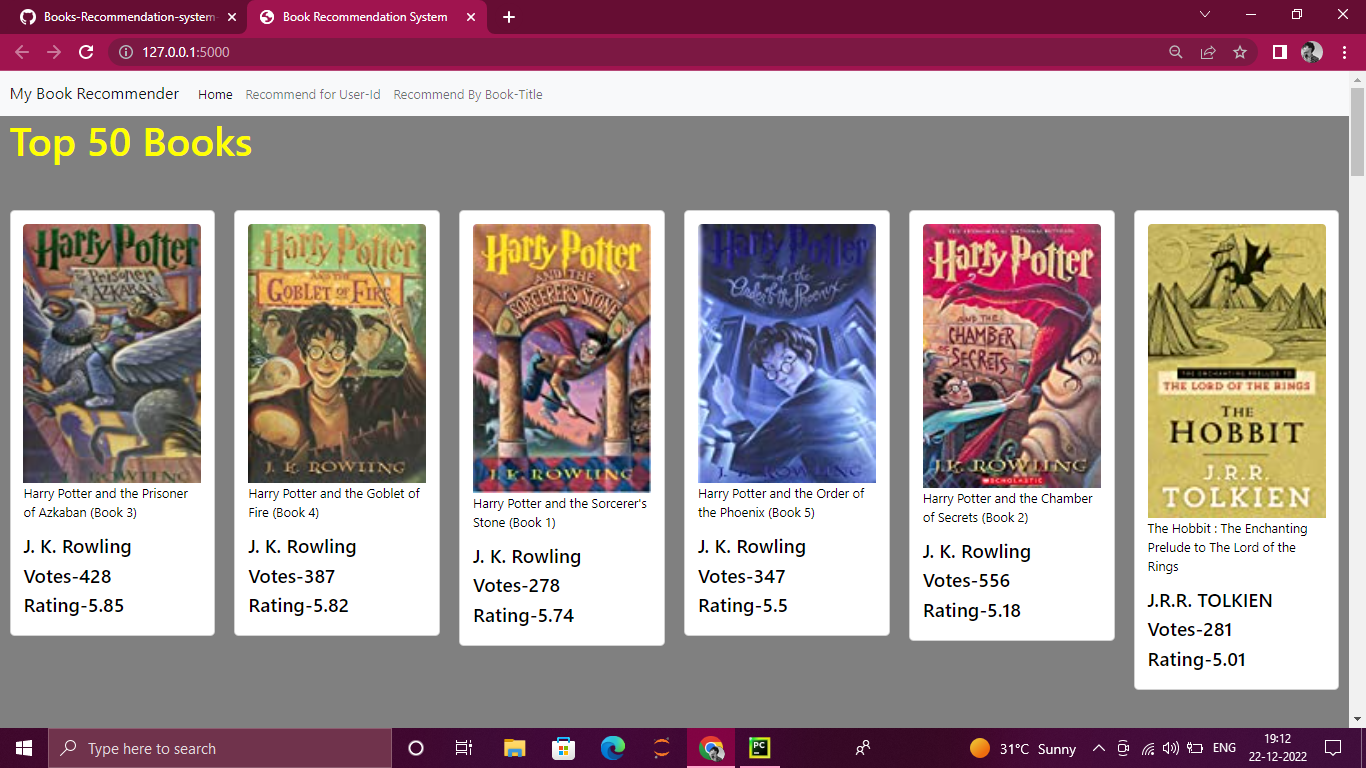 Books-Recommendation-system
Book Recommendation System
127.0.0.1:5000
My Book Recommender Home Recommend for User-Id Recommend By Book-Title
Top 50 Books
Harry Potter
and the Prisoner
of AZKABAN
Harry Potter and the Prisoner
of Azkaban (Book 3)
J. K. Rowling
Votes-428
Rating-5.85
Harry Potter
AND THE
GOBLET OF FIRE
J. K. ROWLING
Harry Potter and the Goblet of
Fire (Book 4)
J. K. Rowling
Votes-387
Rating-5.82
Harry Potter
AND THE
SORCERER'S STONE
J.K. ROWLING
Harry Potter and the Sorcerer's
Stone (Book 1)
J. K. Rowling
Votes-278
Rating-5.74
Harry Potter
and the
Order of the Phoenix
J. K. ROWLING
Harry Potter and the Order of
the Phoenix (Book 5)
J. K. Rowling
Votes-347
Rating-5.5
Harry Potter
AND THE
CHAMBER
OF SECRETS
J.K. ROWLING
SCHOLASTIC
Harry Potter and the Chamber
of Secrets (Book 2)
J. K. Rowling
Votes-556
Rating-5.18
THE ENCHANTING PRELUDE TO
THE LORD OF THE RINGS
THE
HOBBIT
J.R.R.
TOLKIEN
The Hobbit : The Enchanting
Prelude to The Lord of the
Rings
J.R.R. TOLKIEN
Votes-281
Rating-5.01
Type here to search
PC
31°C Sunny
ENG
19:12
22-12-2022